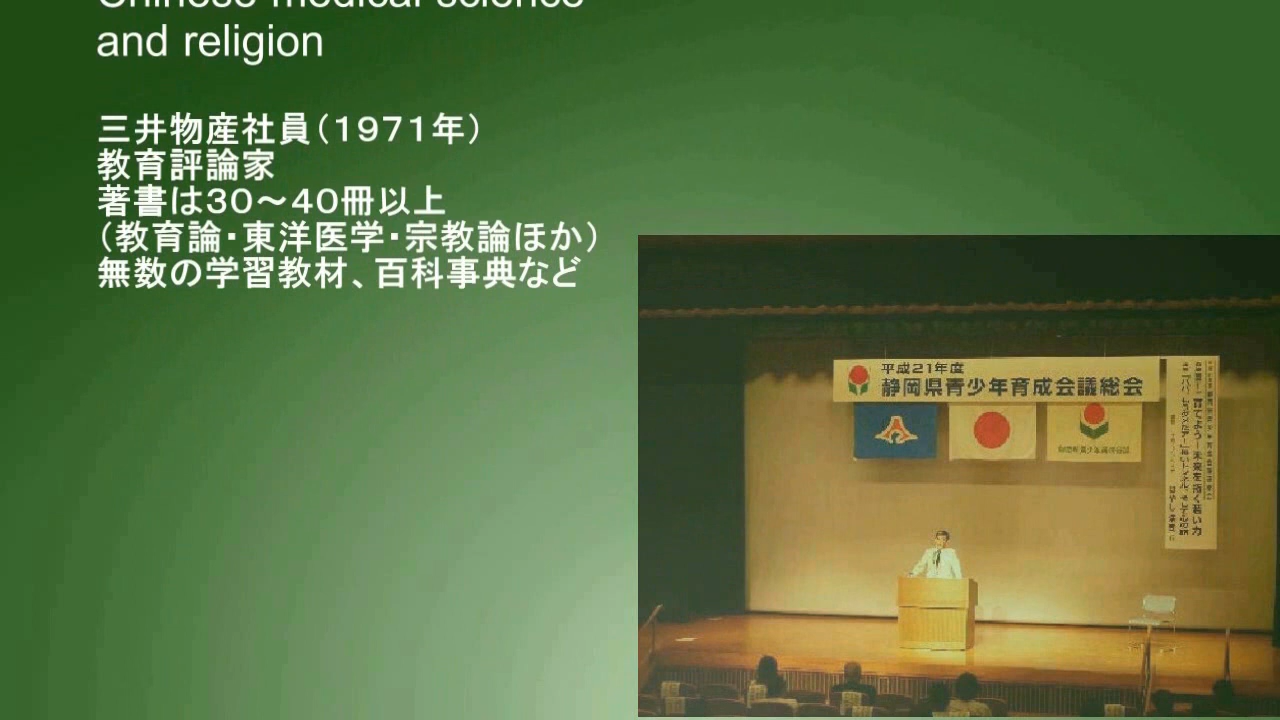 Chinese medical science
and religion
三井物産社員(1971年)
教育評論家
著書は30~40冊以上
(教育論・東洋医学・宗教論ほか)
無数の学習教材、百科事典など
平成21年度
静岡県青少年育成会議総会